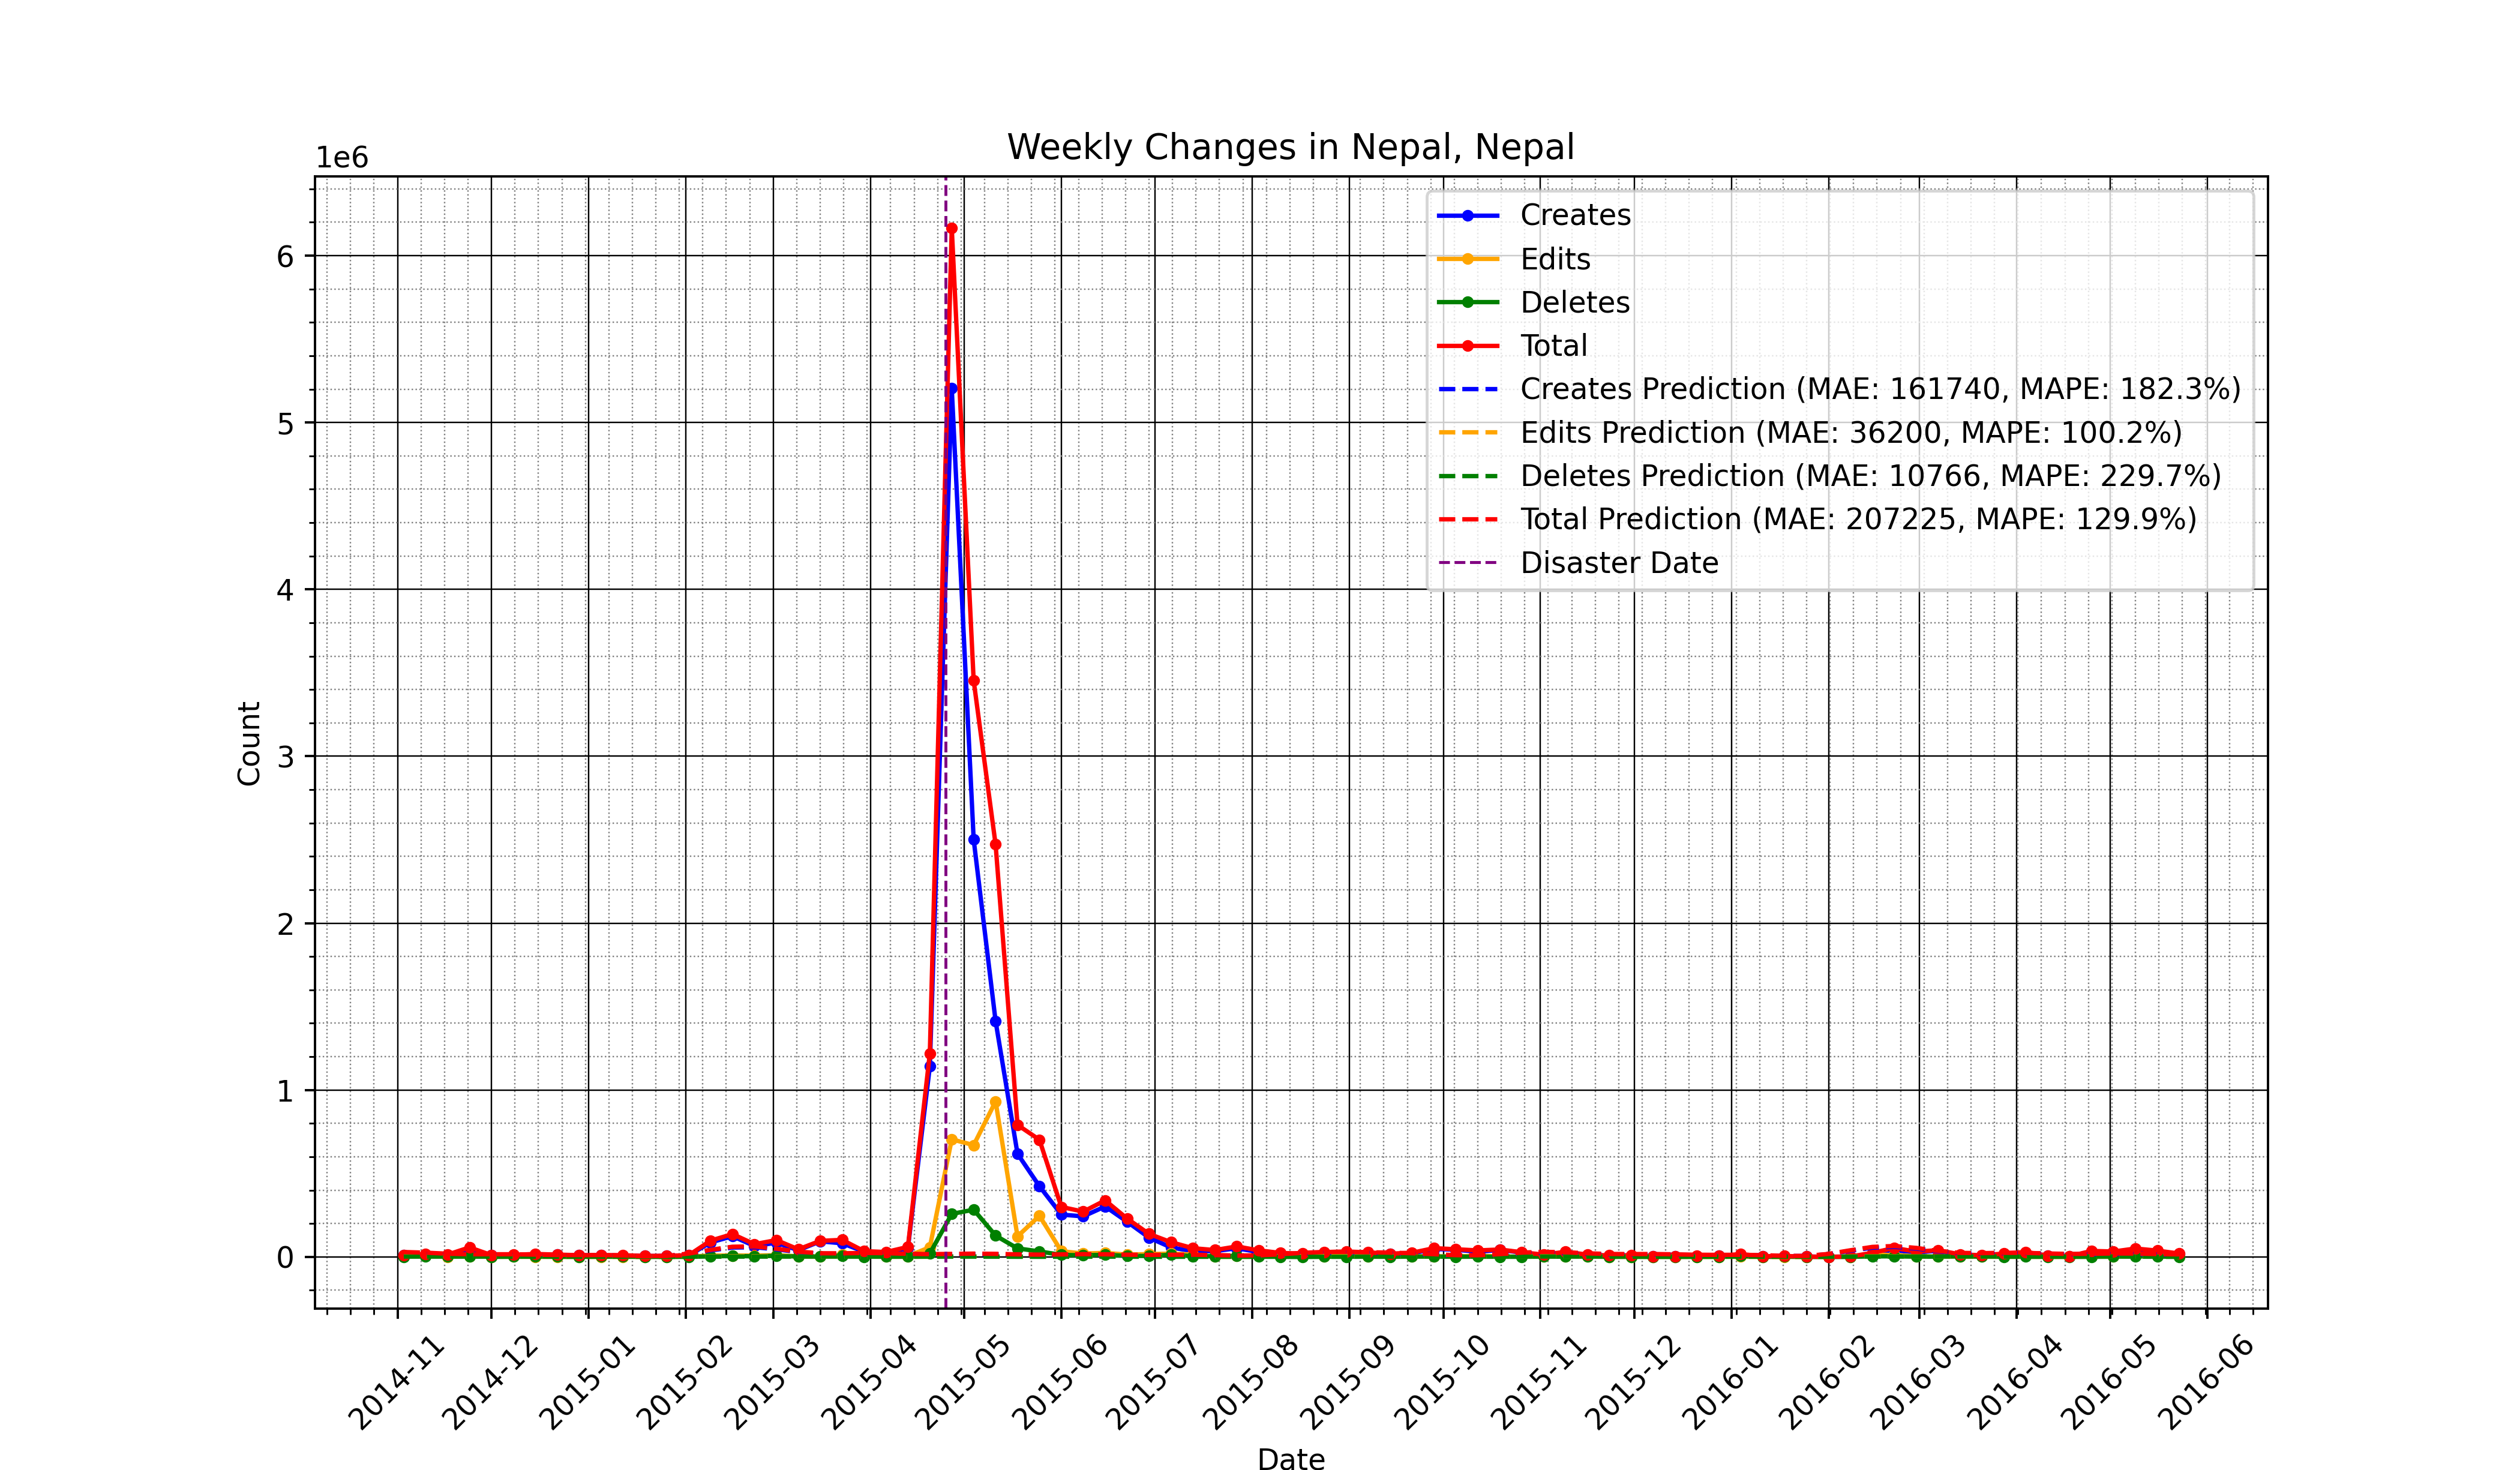 Weekly Changes in Nepal, Nepal
1e6
Creates
Edits
Deletes
Total
Creates Prediction (MAE: 161740, MAPE: 182.3%)
Edits Prediction (MAE: 36200, MAPE: 100.2%)
Deletes Prediction (MAE: 10766, MAPE: 229.7%)
Total Prediction (MAE: 207225, MAPE: 129.9%)
Disaster Date
6
5
4
3
2
1
0
Count
2014-11
2014-12
2015-01
2015-02
2015-03
2015-04
2015-05
2015-06
2015-07
2015-08
2015-09
2015-10
2015-11
2015-12
2016-01
2016-02
2016-03
2016-04
2016-05
2016-06
Date